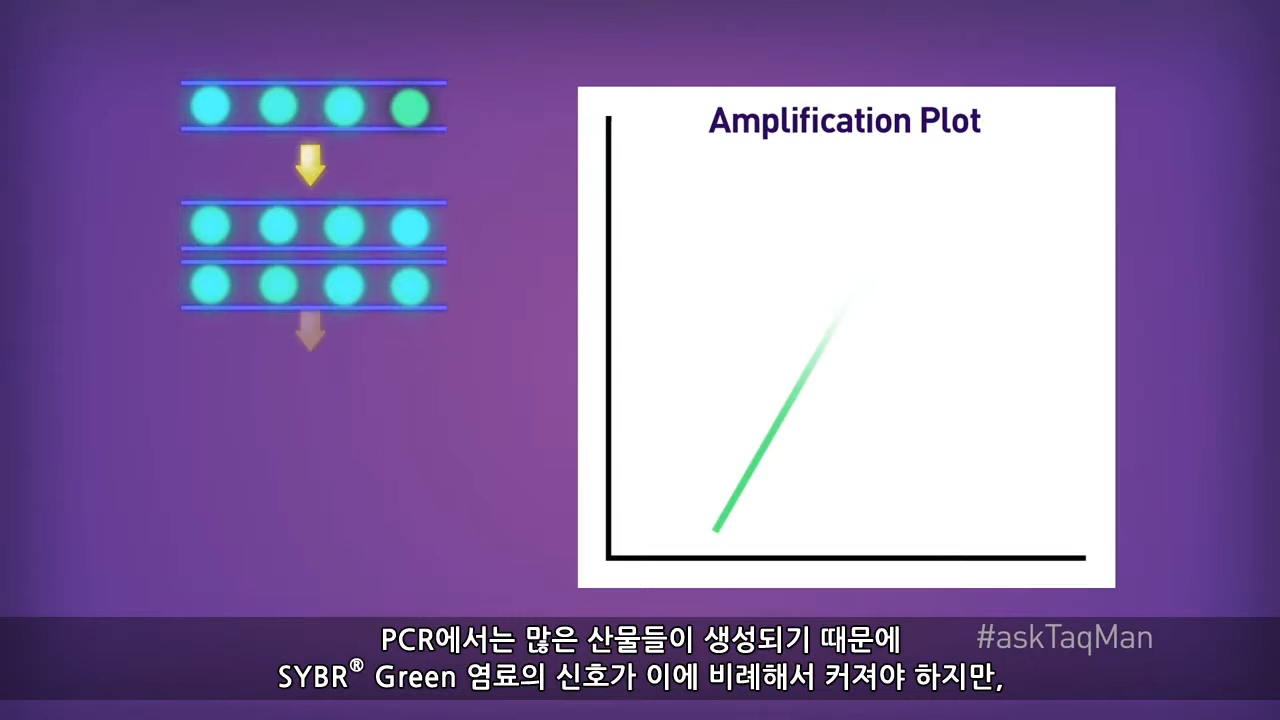 Amplification Plot
PCR에서는 많은 산물들이 생성되기 때문에
#askTaqMan
SYBR® Green 염료의 신호가 이에 비례해서 커져야 하지만,